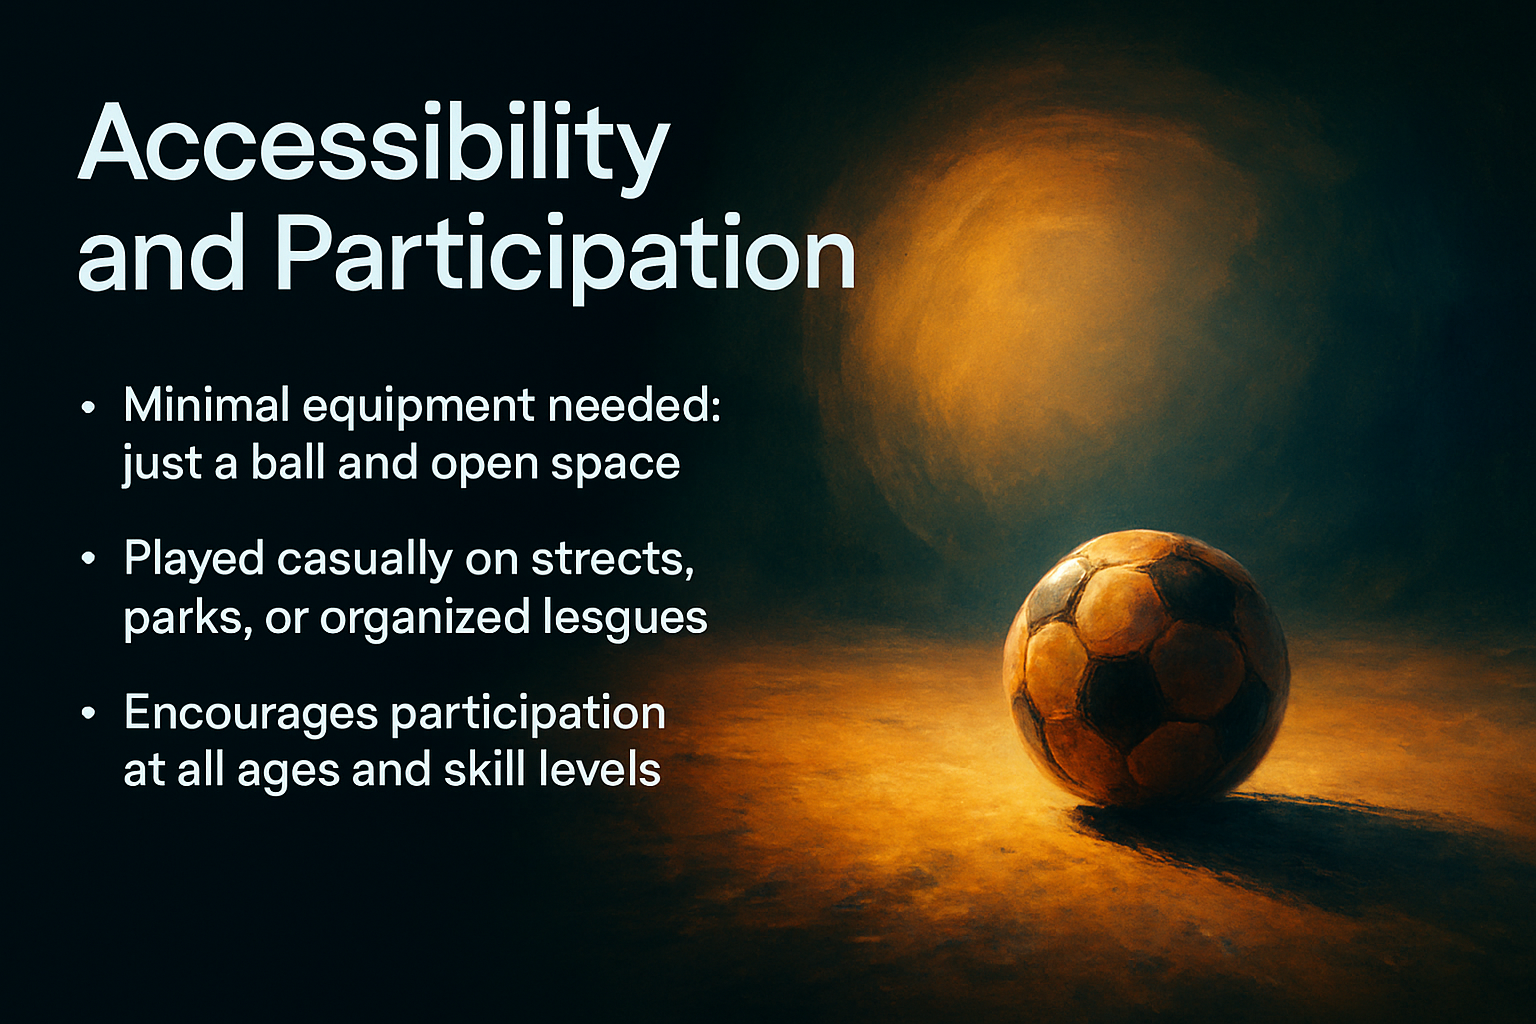 Accessibility
and Participation
• Minimal equipment needed:
just a ball and open space
• Played casually on strects,
parks, or organized lesgues
• Encourages participation
at all ages and skill levels